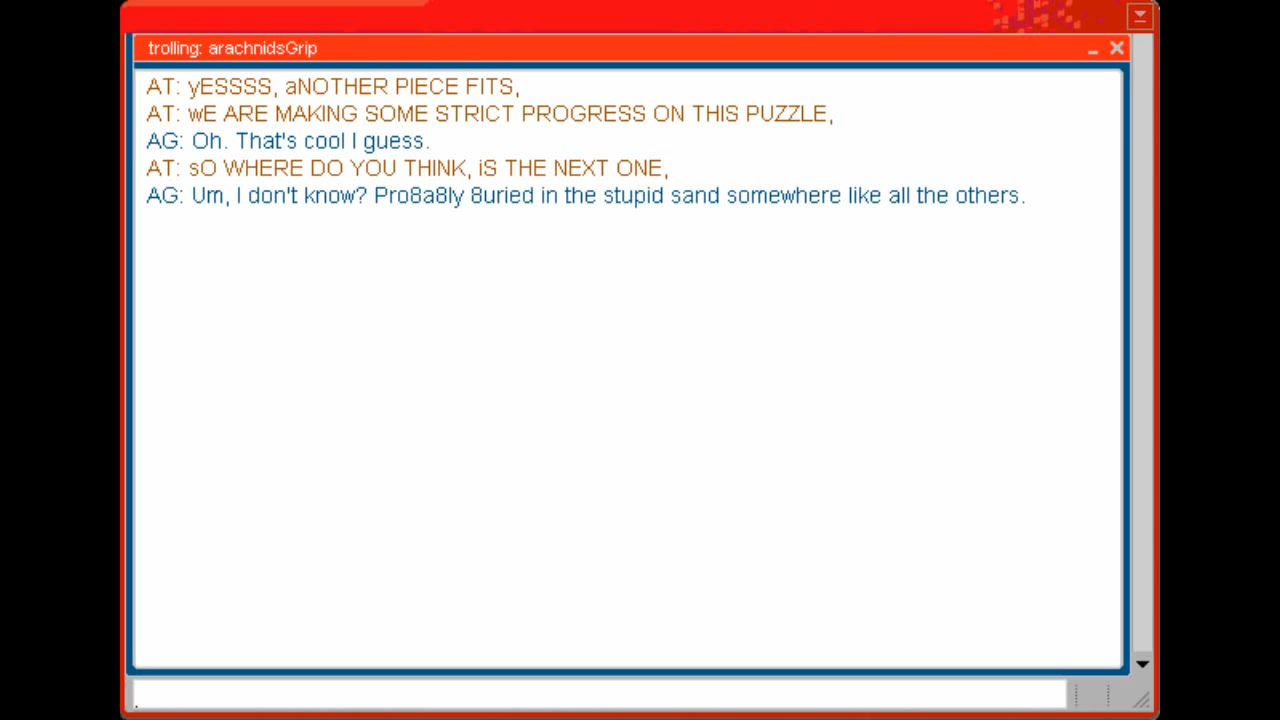 trolling: arachnidsGrip
AT: yESSSS, aNOTHER PIECE FITS,
AT: wE ARE MAKING SOME STRICT PROGRESS ON THIS PUZZLE,
AG: Oh. That's cool I guess.
AT: sO WHERE DO YOU THINK, iS THE NEXT ONE,
AG: Um, I don't know? Pro8a8ly 8uried in the stupid sand somewhere like all the others.